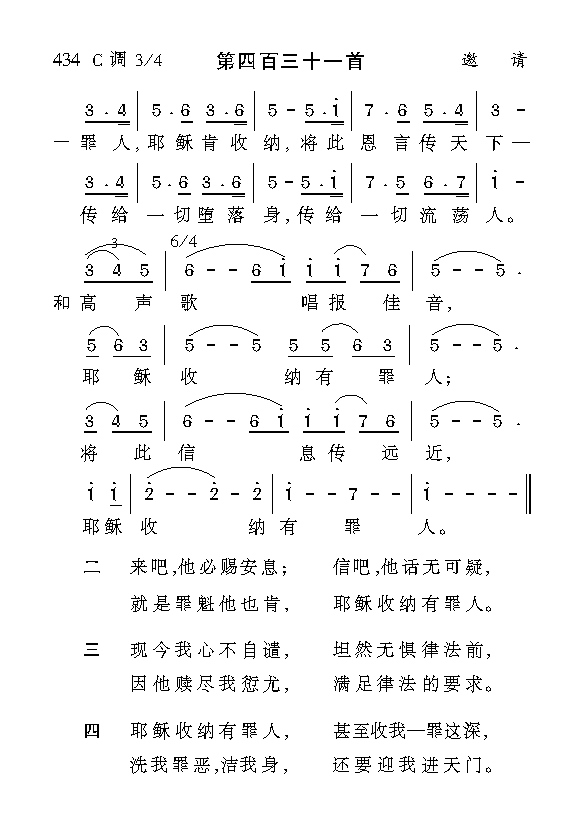 434 C调 3/4 第四百三十一首 邀请
3 . 4 | 5 . 6 3 . 6 | 5 - 5 . i | 7 . 6 5 . 4 | 3 -
一罪人,耶稣肯收纳,将此恩言传天下—
3 . 4 | 5 . 6 3 . 6 | 5 - 5 . i | 7 . 5 6 . 7 | i -
传给一切堕落身,传给一切流荡人。
3 6/4
3 4 5 | 6 - - 6 i i i 7 6 | 5 - - 5 .
和高声歌唱报佳音,
5 6 3 | 5 - - 5 5 5 6 3 | 5 - - 5 .
耶稣收纳有罪人;
3 4 5 | 6 - - 6 i i i 7 6 | 5 - - 5 .
将此信息传远近,
i i | 2 - - 2 - 2 | i - - 7 - - | i - - - -
耶稣收纳有罪人。
二 来吧,他必赐安息; 信吧,他话无可疑,
就是罪魁他也肯, 耶稣收纳有罪人。
三 现今我心不自谴, 坦然无惧律法前,
因他赎尽我愆尤, 满足律法的要求。
四 耶稣收纳有罪人, 甚至收我—罪这深,
洗我罪恶,洁我身, 还要迎我进天门。